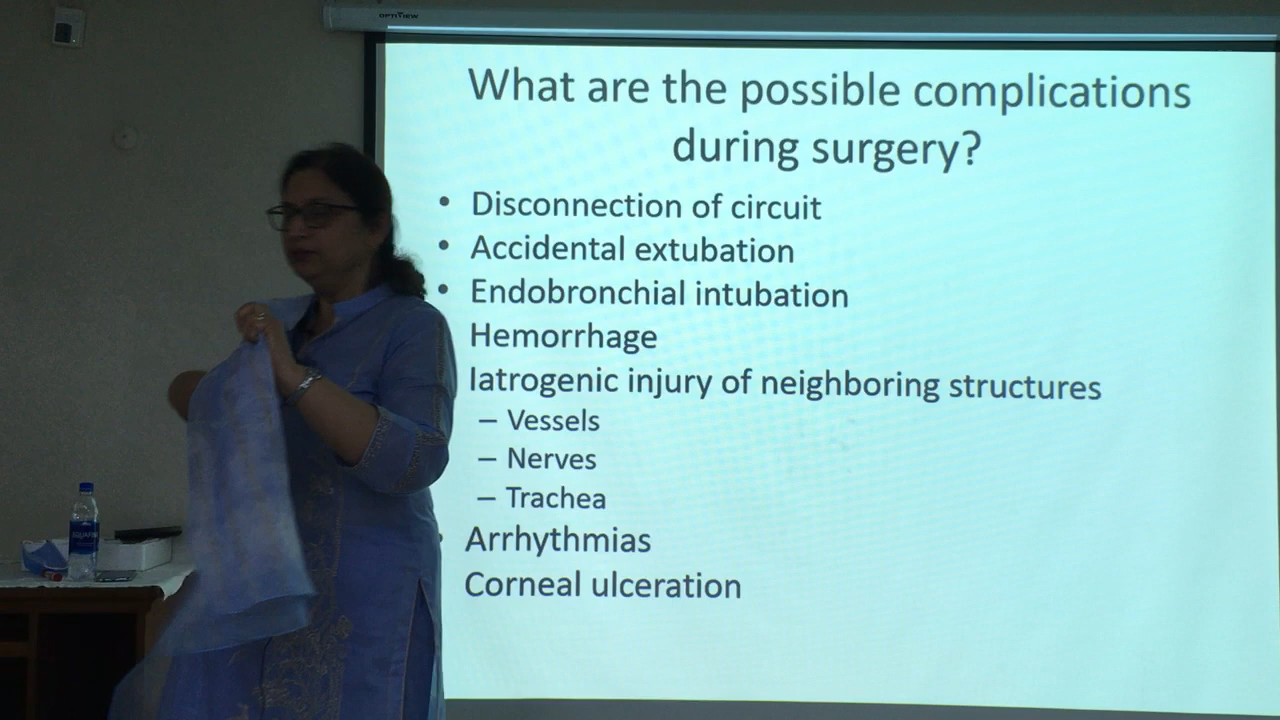 OPTIVIEW
What are the possible complications
during surgery?
• Disconnection of circuit
• Accidental extubation
• Endobronchial intubation
Hemorrhage
Iatrogenic injury of neighboring structures
– Vessels
– Nerves
– Trachea
• Arrhythmias
Corneal ulceration